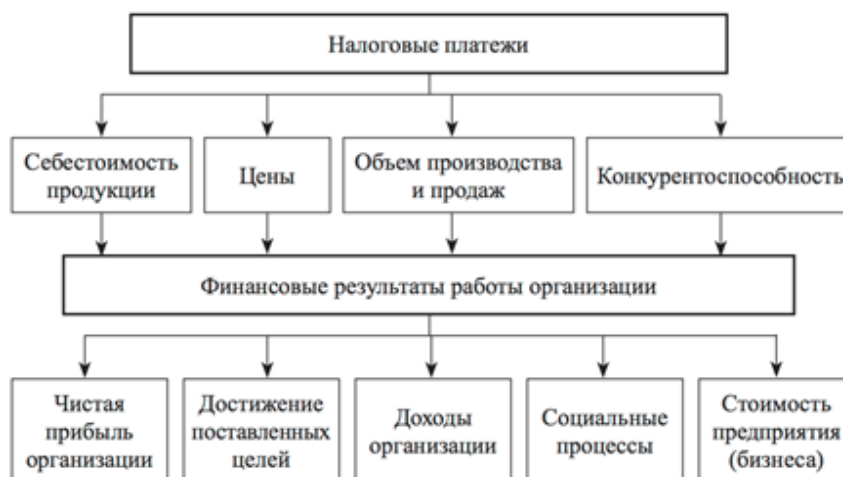 Налоговые платежи
Себестоимость
продукции
Цены
Объем производства
и продаж
Конкурентоспособность
Финансовые результаты работы организации
Чистая
прибыль
организации
Достижение
поставленных
целей
Доходы
организации
Социальные
процессы
Стоимость
предприятия
(бизнеса)